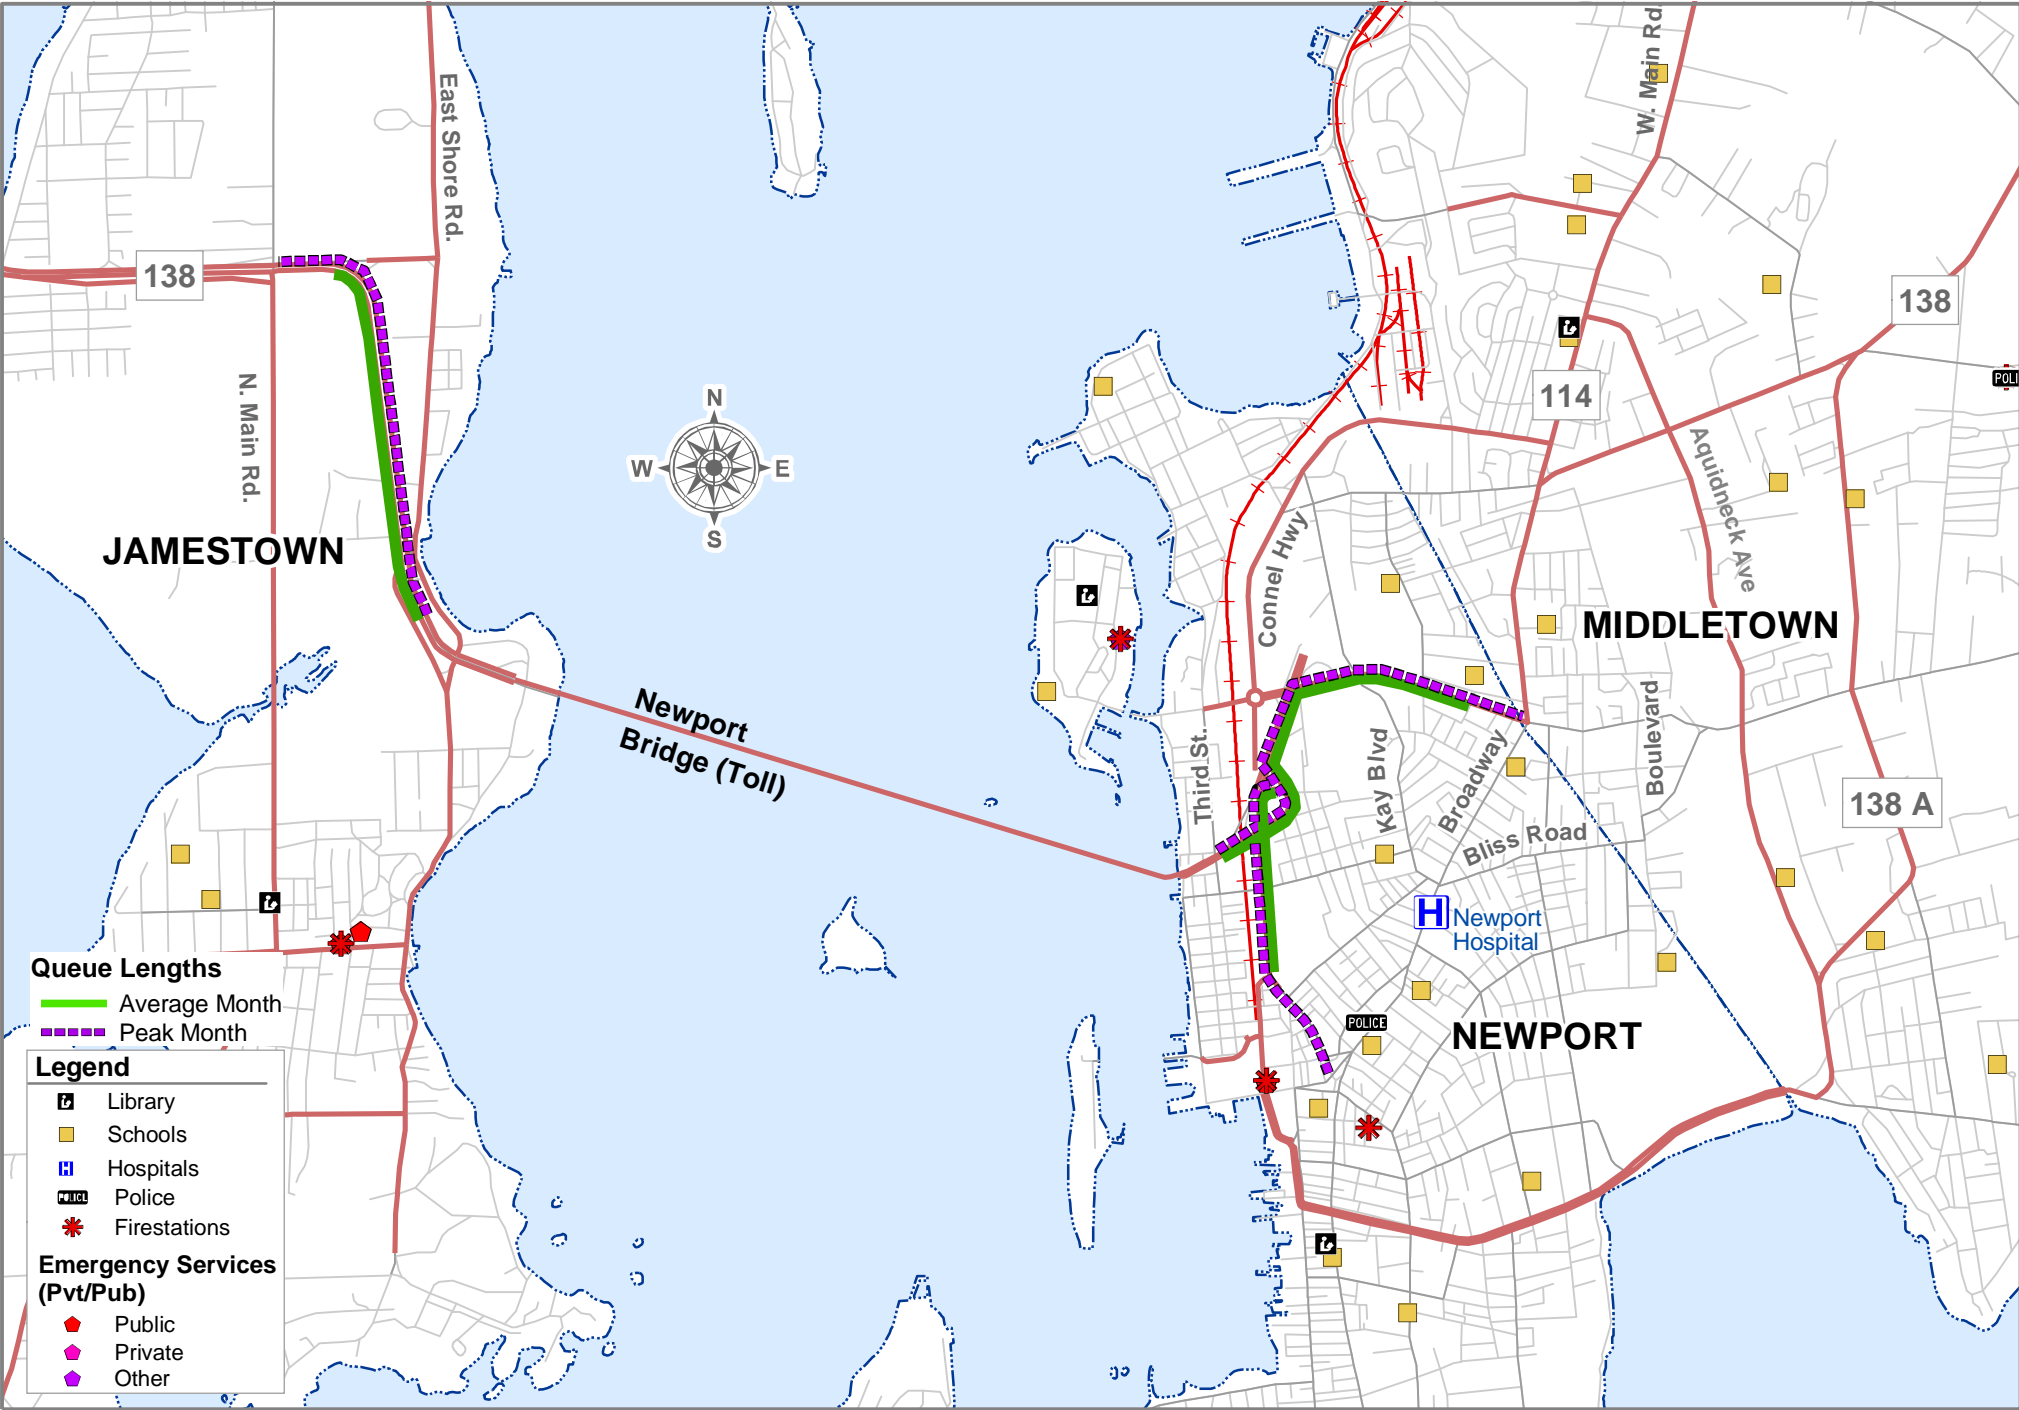 East Shore Rd.
W. Main Rd.
138
138
N
W
E
S
N. Main Rd.
114
POLI
Aquidneck Ave
JAMESTOWN
Connel Hwy
MIDDLETOWN
Newport
Bridge (Toll)
Third St.
Kay Blvd
Broadway
Boulevard
138 A
Bliss Road
H
Newport
Hospital
POLICE
NEWPORT
Queue Lengths
Average Month
Peak Month
Legend
Library
Schools
H
Hospitals
POLICE
Police
Firestations
Emergency Services
(Pvt/Pub)
Public
Private
Other